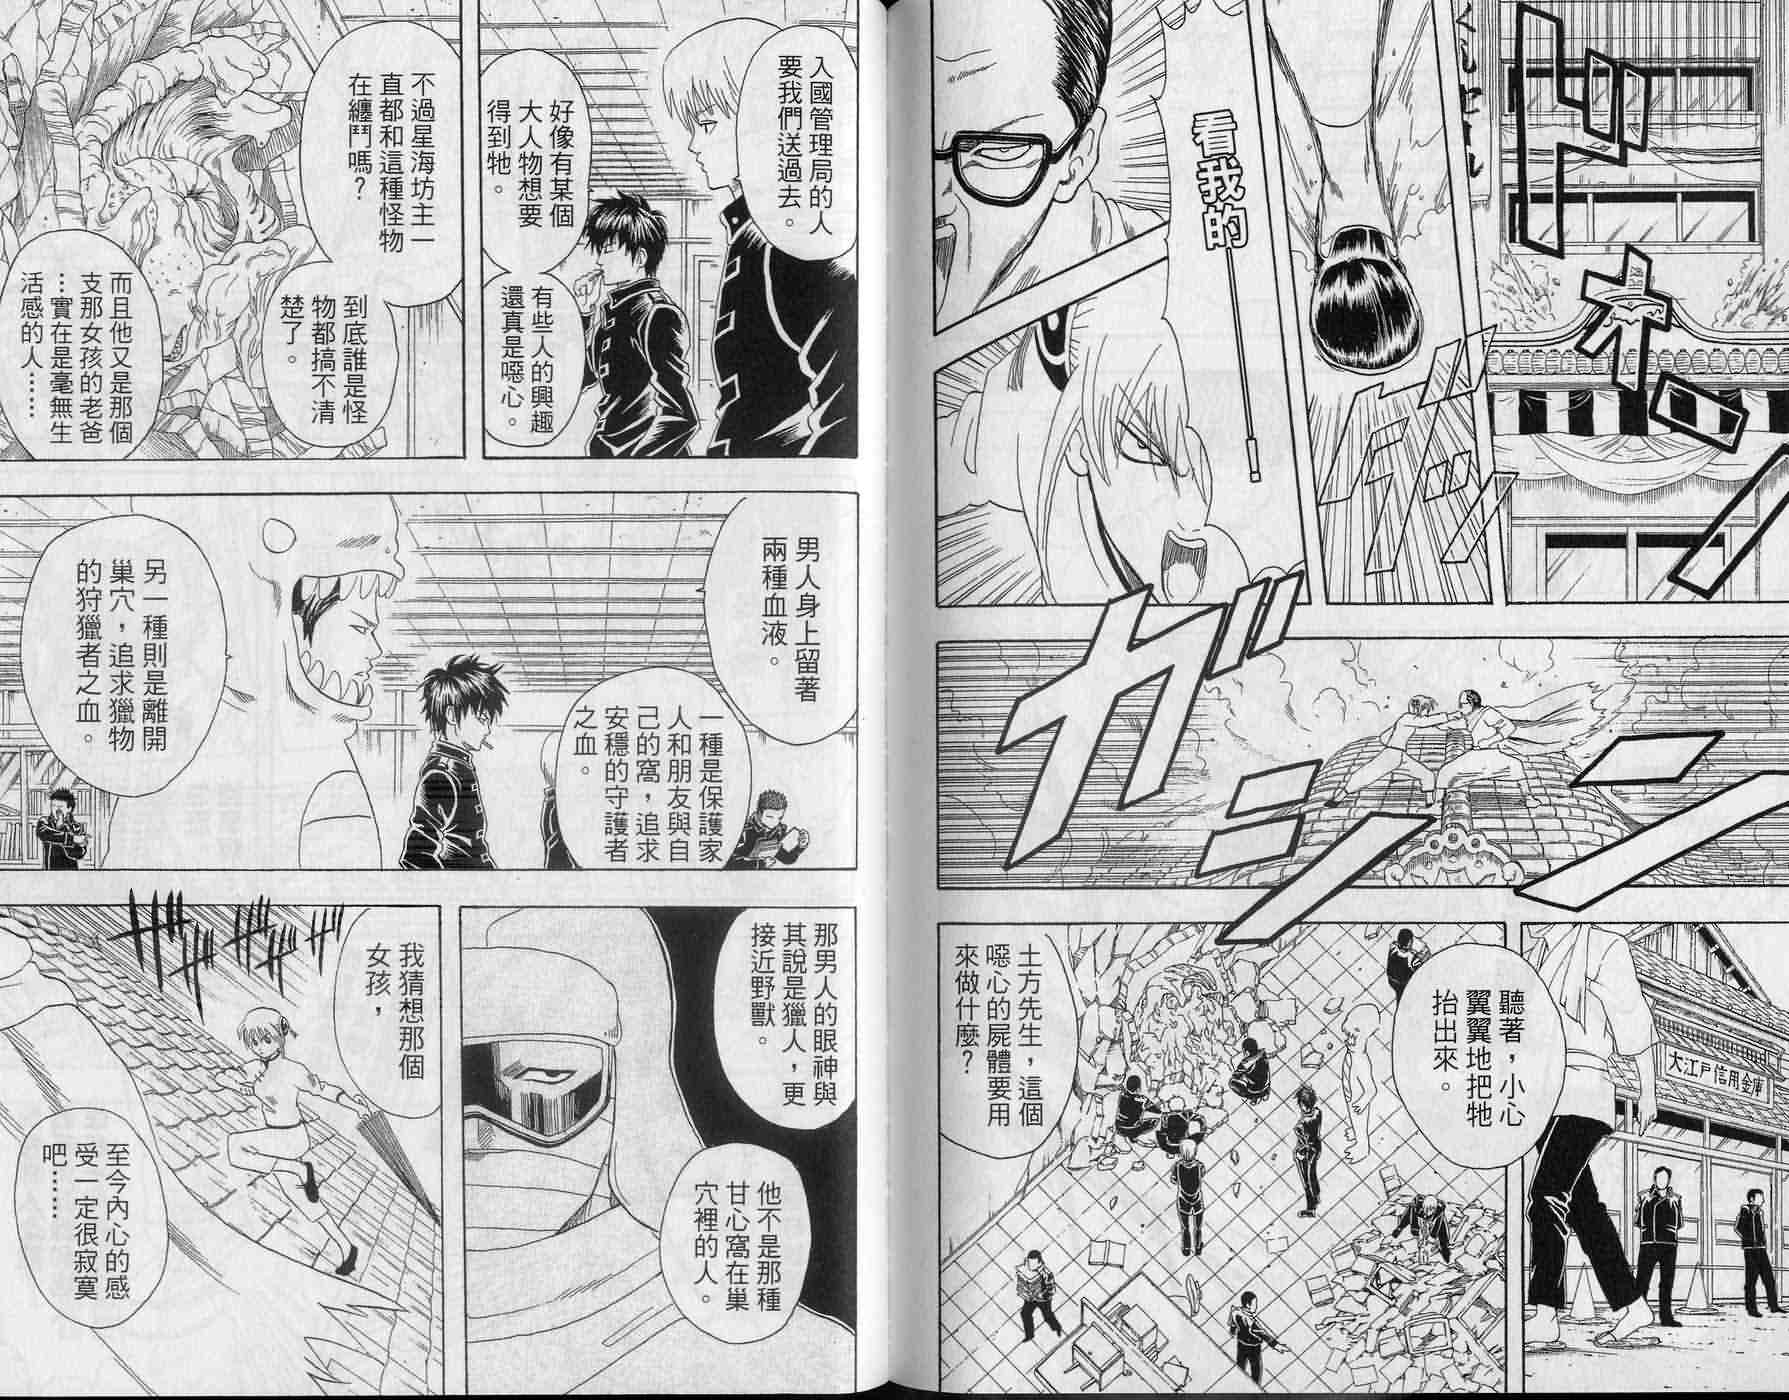 ドド
ドォン
ガガガ
看我的
ガシン
大江戸信用金庫
聽著，小心
翼翼地把牠
抬出來。
土方先生，這個
噁心的屍體要用
來做什麼？
入國管理局的人
要我們送過去。
好像有某個
大人物想要
得到牠。
有些人的興趣
還真是噁心。
不過星海坊主一
直都和這種怪物
在纏鬥嗎？
到底誰是怪
物都搞不清
楚了。
而且他又是那個
支那女孩的老爸
…實在是毫無生
活感的人……
男人身上留著
兩種血液。
一種是保護家
人和朋友與自
己的窩，追求
安穩的守護者
之血。
另一種則是離開
巢穴，追求獵物
的狩獵者之血。
那男人的眼神與
其說是獵人，更
接近野獸。
他不是那種
甘心窩在巢
穴裡的人。
我猜想那個
女孩，
至今內心的感
受一定很寂寞
吧……